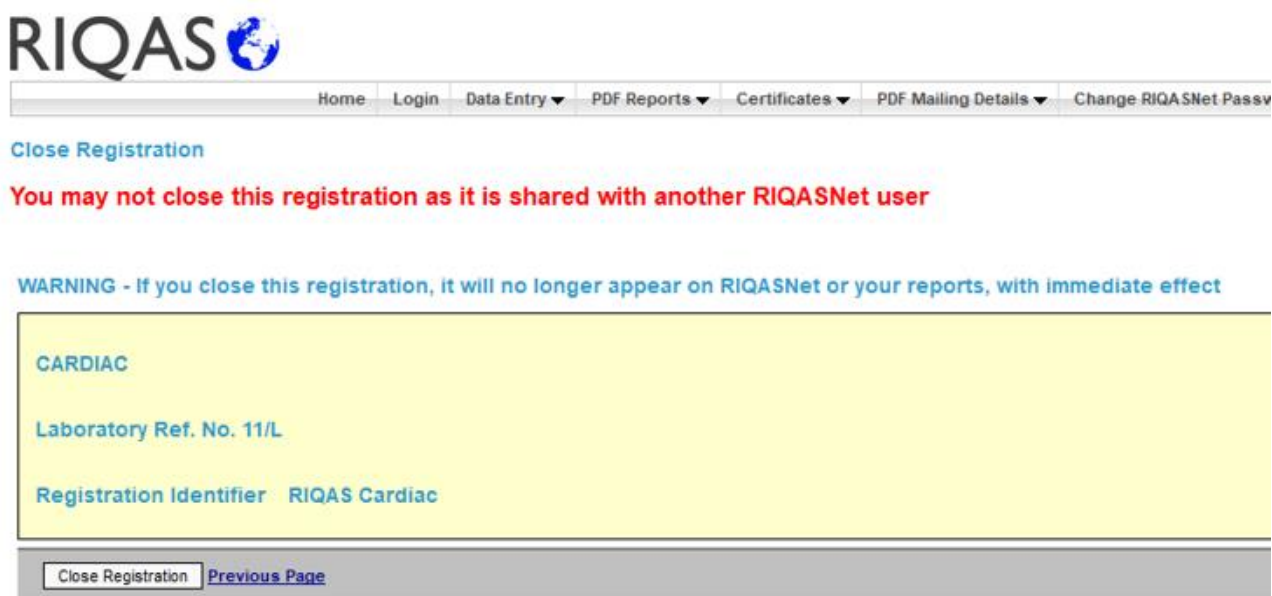 RIQAS
Home Login Data Entry PDF Reports Certificates PDF Mailing Details Change RIQASNet Passw
Close Registration
You may not close this registration as it is shared with another RIQASNet user
WARNING - If you close this registration, it will no longer appear on RIQASNet or your reports, with immediate effect
CARDIAC
Laboratory Ref. No. 11/L
Registration Identifier RIQAS Cardiac
Close Registration Previous Page